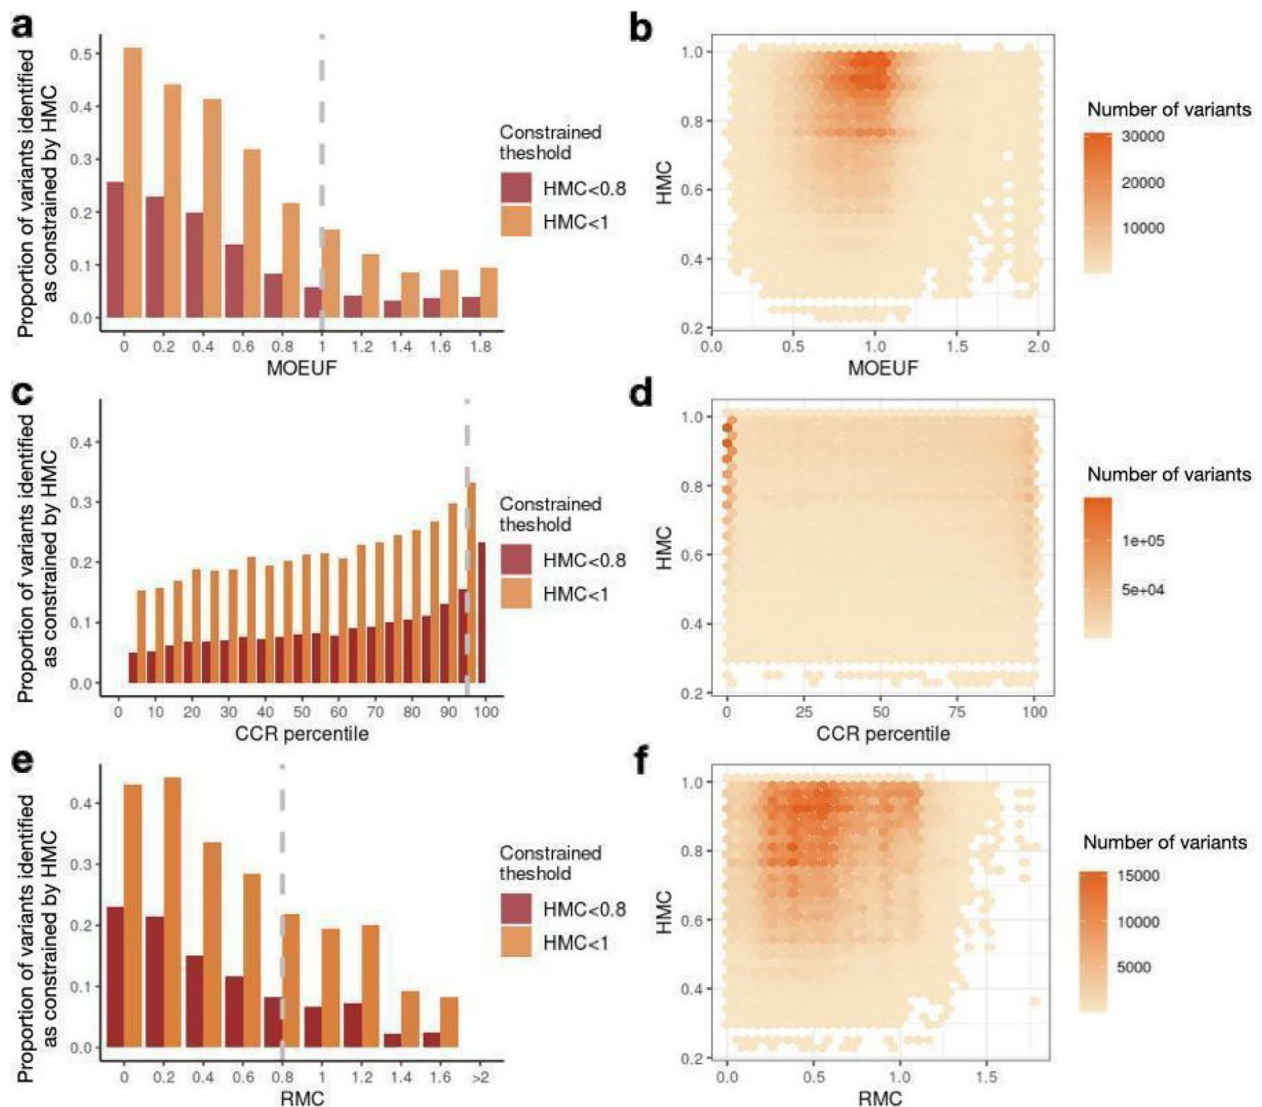 a
Proportion of variants identified
as constrained by HMC
0.5
0.4
0.3
0.2
0.1
0.0
0 0.2 0.4 0.6 0.8 1 1.2 1.4 1.6 1.8
MOEUF
Constrained
theshold
HMC<0.8
HMC<1
b
HMC
1.0
0.8
0.6
0.4
0.2
0.0 0.5 1.0 1.5 2.0
MOEUF
Number of variants
30000
20000
10000
c
Proportion of variants identified
as constrained by HMC
0.4
0.3
0.2
0.1
0.0
0 10 20 30 40 50 60 70 80 90 100
CCR percentile
Constrained
theshold
HMC<0.8
HMC<1
d
HMC
1.0
0.8
0.6
0.4
0.2
0 25 50 75 100
CCR percentile
Number of variants
1e+05
5e+04
e
Proportion of variants identified
as constrained by HMC
0.4
0.3
0.2
0.1
0.0
0 0.2 0.4 0.6 0.8 1 1.2 1.4 1.6 >2
RMC
Constrained
theshold
HMC<0.8
HMC<1
f
HMC
1.0
0.8
0.6
0.4
0.2
0.0 0.5 1.0 1.5
RMC
Number of variants
15000
10000
5000